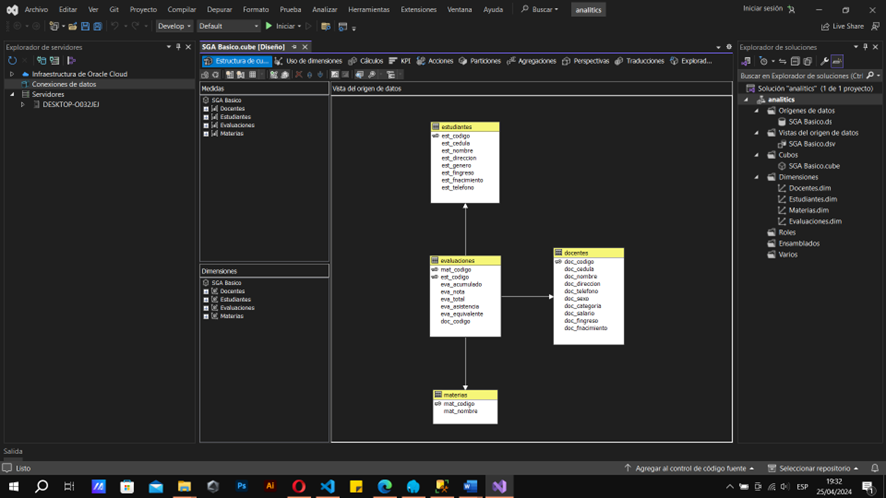 Archivo Editar Ver Git Proyecto Compilar Depurar Formato Prueba Analizar Herramientas Extensiones Ventana Ayuda Buscar analitics Iniciar sesión
Develop Default Iniciar Live Share
Explorador de servidores
Infraestructura de Oracle Cloud
Conexiones de datos
Servidores
DESKTOP-O032JEJ
SGA Basico.cube [Diseño]
Estructura de cu... Uso de dimensiones Cálculos KPI Acciones Particiones Agregaciones Perspectivas Traducciones Explorad...
Medidas
SGA Basico
Docentes
Estudiantes
Evaluaciones
Materias
Dimensiones
SGA Basico
Docentes
Estudiantes
Evaluaciones
Materias
Vista del origen de datos
estudiantes
est_codigo
est_cedula
est_nombre
est_direccion
est_genero
est_fingreso
est_fnacimiento
est_telefono
evaluaciones
mat_codigo
est_codigo
eva_acumulado
eva_nota
eva_total
eva_asistencia
eva_equivalente
doc_codigo
docentes
doc_codigo
doc_cedula
doc_nombre
doc_direccion
doc_telefono
doc_sexo
doc_categoria
doc_salario
doc_fingreso
doc_fnacimiento
materias
mat_codigo
mat_nombre
Explorador de soluciones
Buscar en Explorador de soluciones (Ctrl
Solución "analitics" (1 de 1 proyecto)
analitics
Orígenes de datos
SGA Basico.ds
Vistas del origen de datos
SGA Basico.dsv
Cubos
SGA Basico.cube
Dimensiones
Docentes.dim
Estudiantes.dim
Materias.dim
Evaluaciones.dim
Roles
Ensamblados
Varios
Salida
Listo Agregar al control de código fuente Seleccionar repositorio
ESP 19:32
25/04/2024